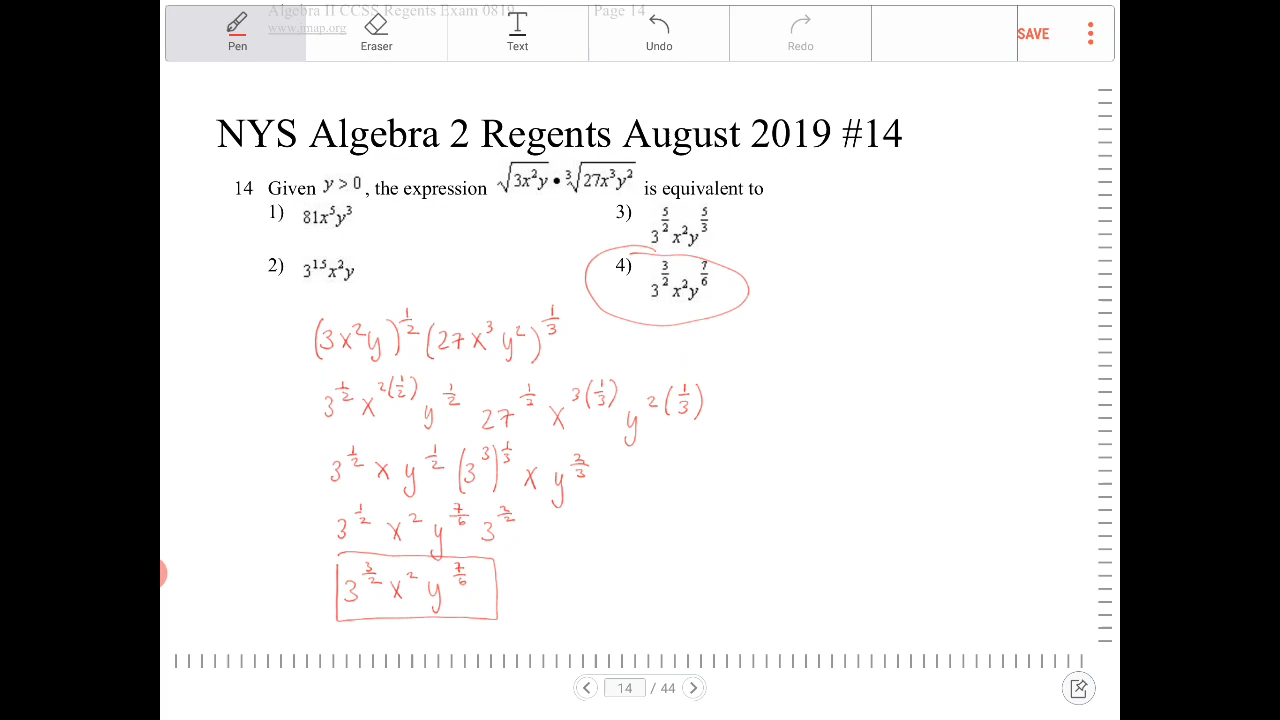 Algebra II CCSS Regents Exam 0819 Page 14
www.jmap.org
Pen Eraser Text Undo Redo SAVE
NYS Algebra 2 Regents August 2019 #14
14 Given y > 0, the expression √(3x²y) • ³√(27x³y²) is equivalent to
1) 81x⁵y³
3) 3^(5/2) x² y^(5/3)
2) 3^1.5 x² y
4) 3^(3/2) x² y^(7/6)
(3x²y)^(1/2) (27x³y²)^(1/3)
3^(1/2) x^(2(1/2)) y^(1/2) 27^(1/2) x^(3(1/3)) y^(2(1/3))
3^(1/2) x y^(1/2) (3³)^(1/3) x y^(2/3)
3^(1/2) x² y^(7/6) 3^(2/2)
3^(3/2) x² y^(7/6)
14 / 44